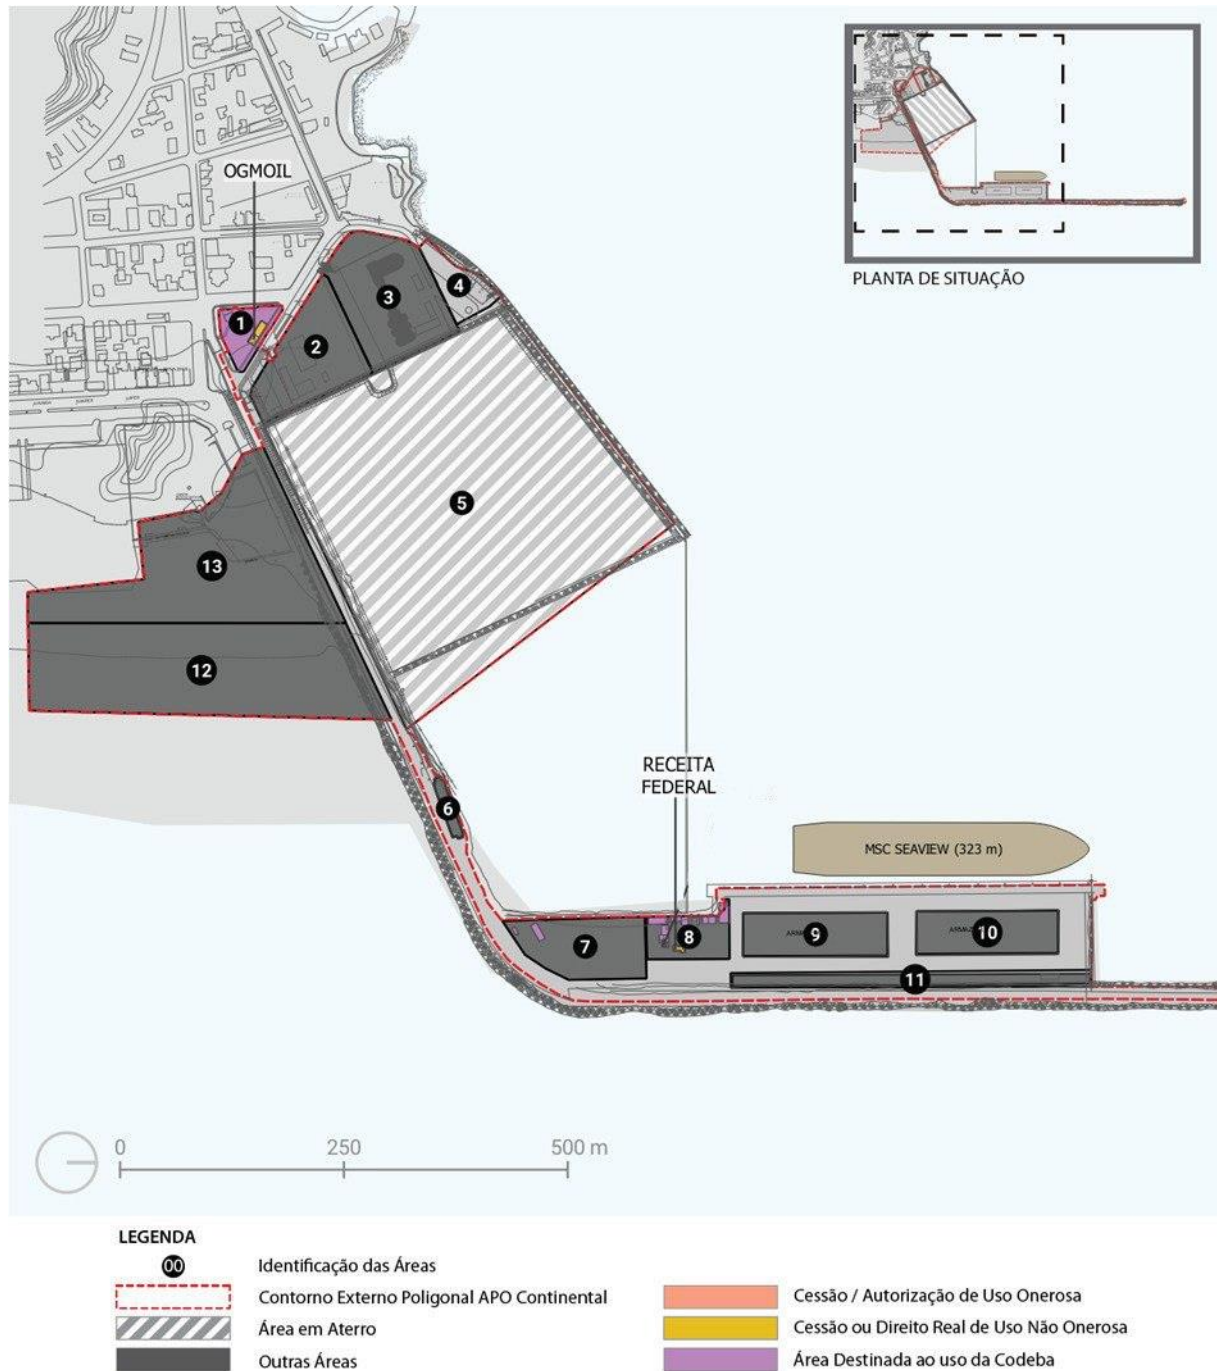 OGMOIL
PLANTA DE SITUAÇÃO
1
2
3
4
5
13
12
6
RECEITA
FEDERAL
MSC SEAVIEW (323 m)
7
8
9
10
11
0 250 500 m
LEGENDA
00 Identificação das Áreas
Contorno Externo Poligonal APO Continental
Área em Aterro
Outras Áreas
Cessão / Autorização de Uso Onerosa
Cessão ou Direito Real de Uso Não Onerosa
Área Destinada ao uso da Codeba